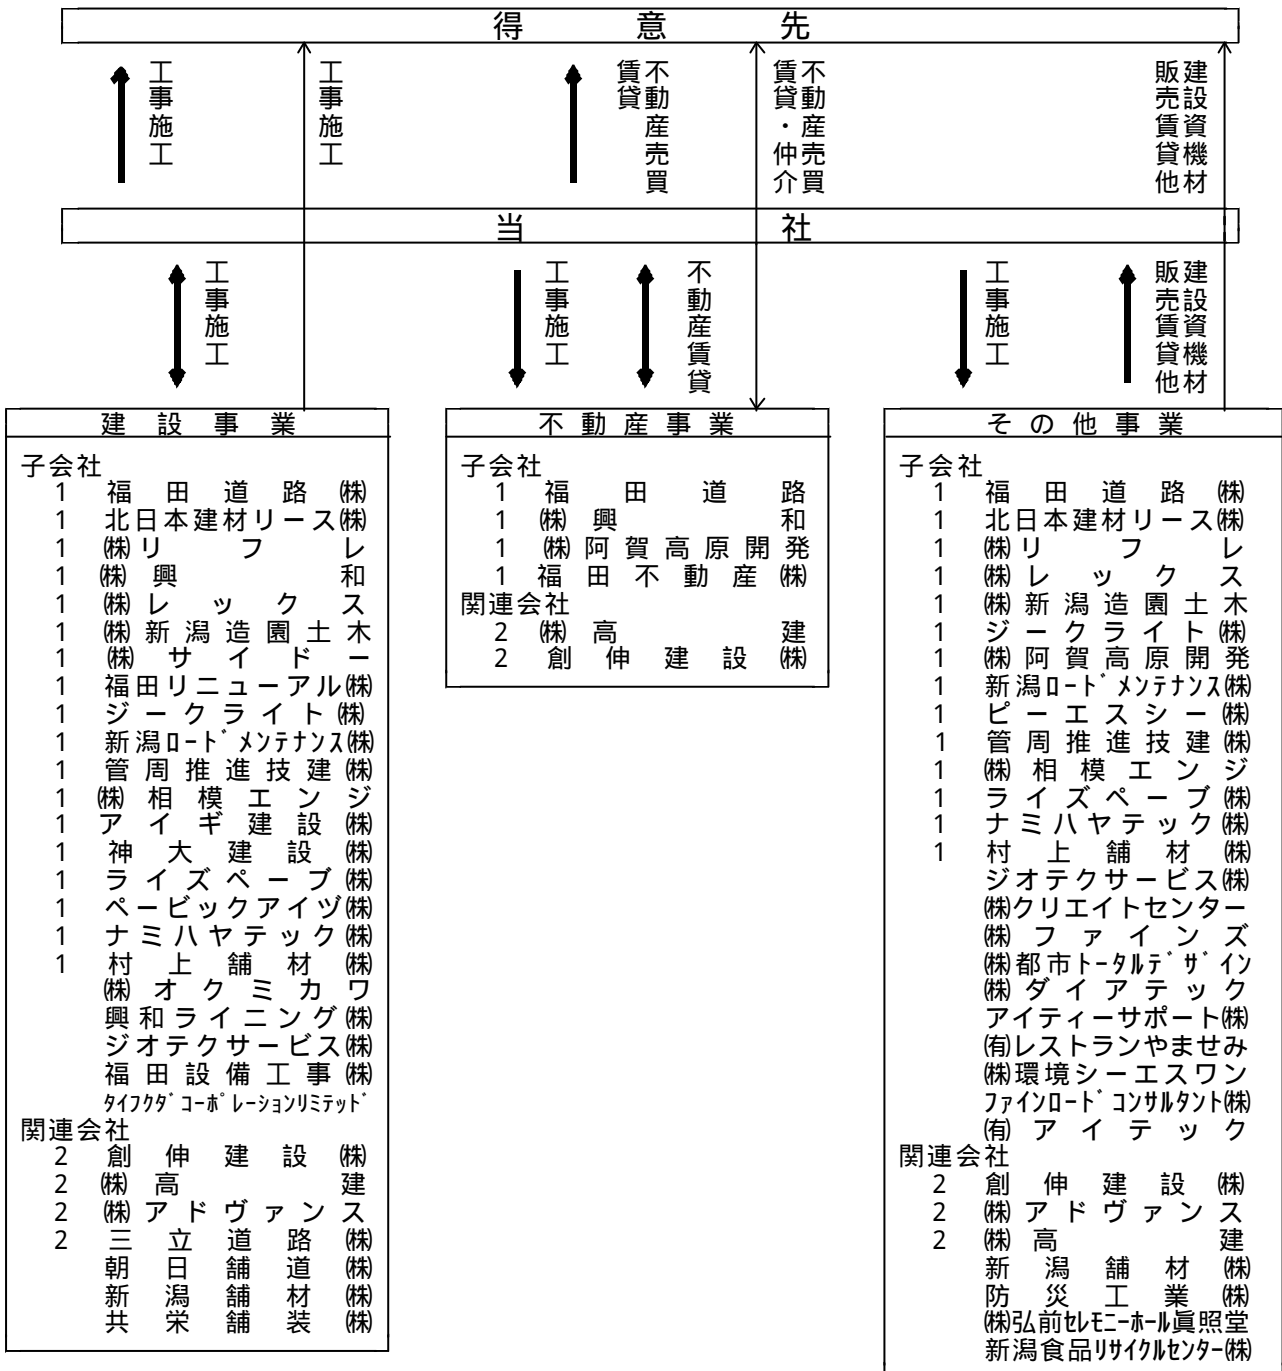 得意先
工事施工
工事施工
不動産売買
賃貸
不動産売買
賃貸・仲介
建設資機材
販売賃貸他
当社
工事施工
工事施工
不動産賃貸
工事施工
建設資機材
販売賃貸他
建設事業
子会社
1 福田道路㈱
1 北日本建材リース㈱
1 ㈱リフレ
1 ㈱興和
1 ㈱レックス
1 ㈱新潟造園土木
1 ㈱サイドー
1 福田リニューアル㈱
1 ジークライト㈱
1 新潟ﾛｰﾄﾞﾒﾝﾃﾅﾝｽ㈱
1 管周推進技建㈱
1 ㈱相模エンジ
1 アイギ建設㈱
1 神大建設㈱
1 ライズペーブ㈱
1 ペービックアイヅ㈱
1 ナミハヤテック㈱
1 村上舗材㈱
㈱オクミカワ
興和ライニング㈱
ジオテクサービス㈱
福田設備工事㈱
ﾀｲﾌｸﾀﾞｺｰﾎﾟﾚｰｼｮﾝﾘﾐﾃｯﾄﾞ
関連会社
2 創伸建設㈱
2 ㈱高建
2 ㈱アドヴァンス
2 三立道路㈱
朝日舗道㈱
新潟舗材㈱
共栄舗装㈱
不動産事業
子会社
1 福田道路
1 ㈱興和
1 ㈱阿賀高原開発
1 福田不動産㈱
関連会社
2 ㈱高建
2 創伸建設㈱
その他事業
子会社
1 福田道路㈱
1 北日本建材リース㈱
1 ㈱リフレ
1 ㈱レックス
1 ㈱新潟造園土木
1 ジークライト㈱
1 ㈱阿賀高原開発
1 新潟ﾛｰﾄﾞﾒﾝﾃﾅﾝｽ㈱
1 ピーエスシー㈱
1 管周推進技建㈱
1 ㈱相模エンジ
1 ライズペーブ㈱
1 ナミハヤテック㈱
1 村上舗材㈱
ジオテクサービス㈱
㈱クリエイトセンター
㈱ファインズ
㈱都市ﾄｰﾀﾙﾃﾞｻﾞｲﾝ
㈱ダイアテック
アイティーサポート㈱
㈲レストランやませみ
㈱環境シーエスワン
ﾌｧｲﾝﾛｰﾄﾞｺﾝｻﾙﾀﾝﾄ㈱
㈲アイテック
関連会社
2 創伸建設㈱
2 ㈱アドヴァンス
2 ㈱高建
新潟舗材㈱
防災工業㈱
㈱弘前ｾﾚﾓﾆｰﾎｰﾙ眞照堂
新潟食品ﾘｻｲｸﾙｾﾝﾀｰ㈱